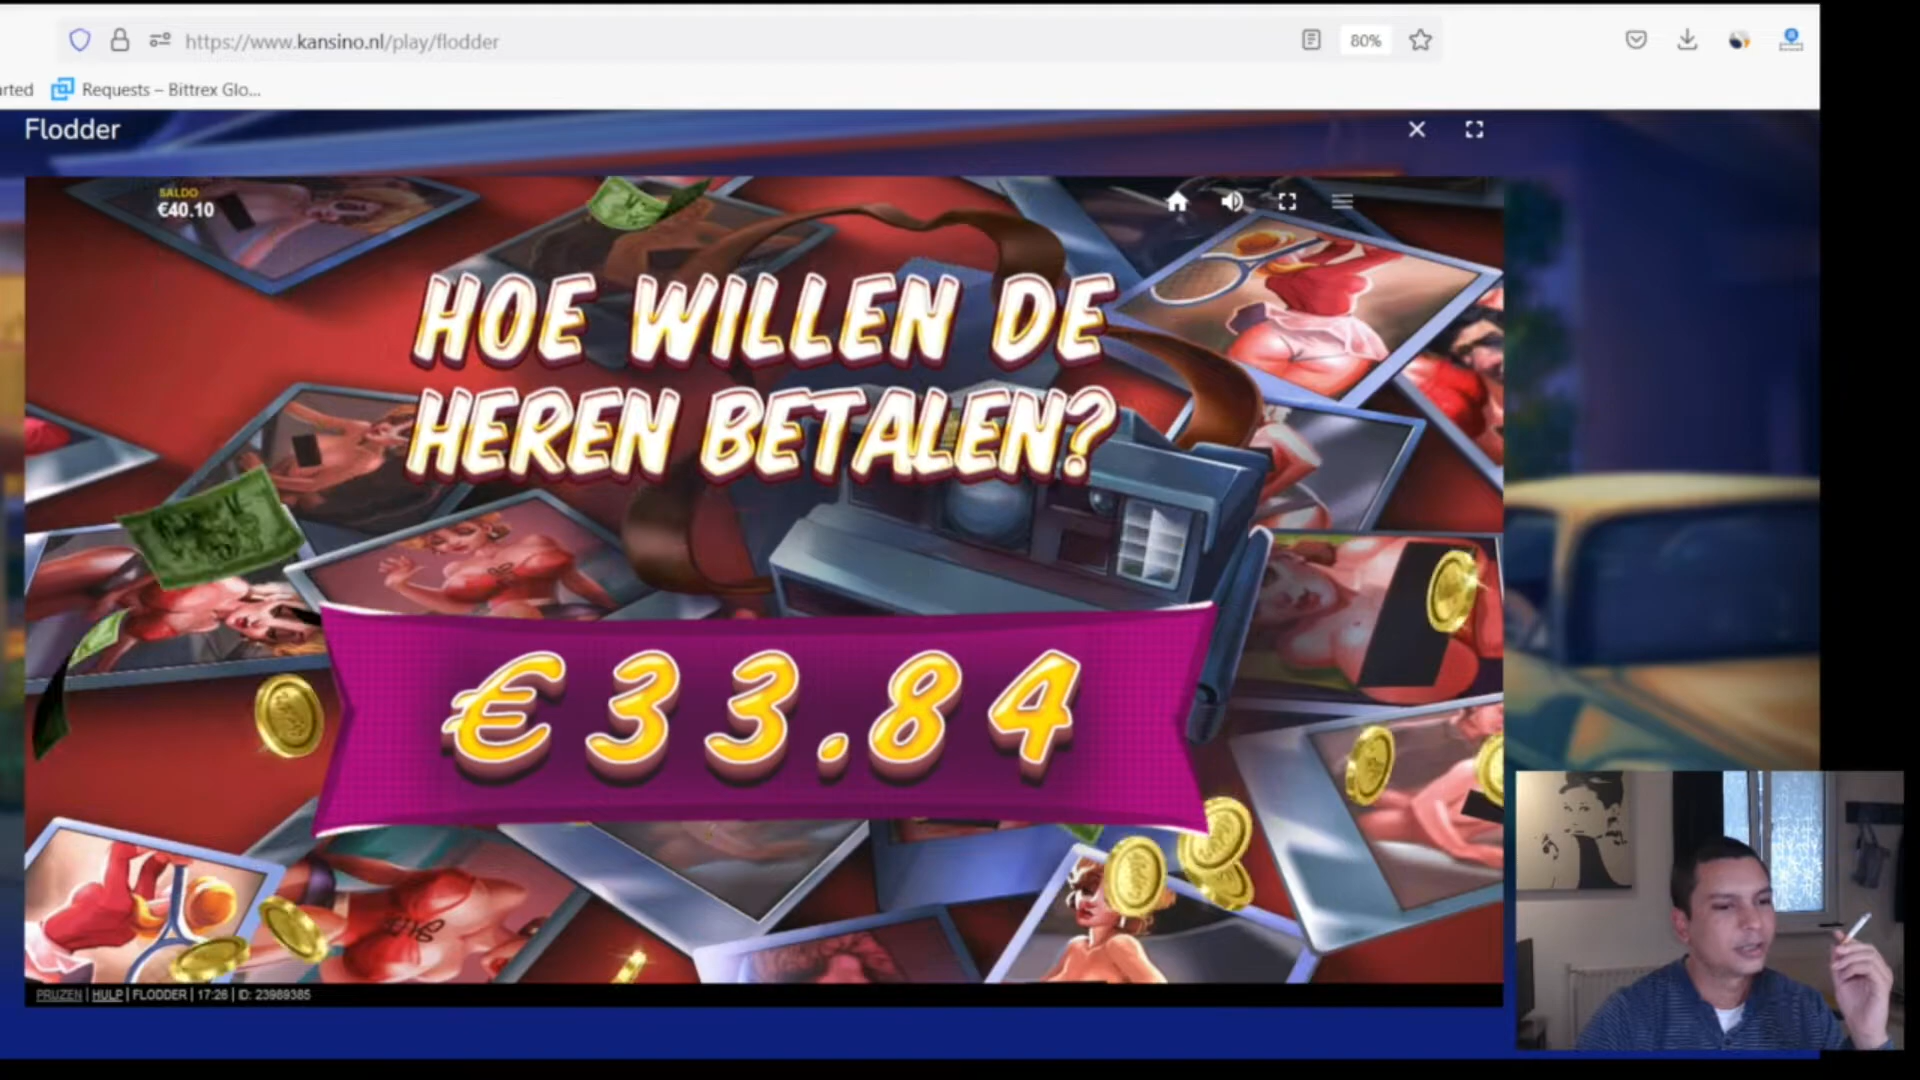 https://www.kansino.nl/play/flodder
80%
arted
Requests – Bittrex Glo...
Flodder
SALDO
€40.10
HOE WILLEN DE
HEREN BETALEN?
€33.84
PRIJZEN | HULP | FLODDER | 17:26 | ID: 23989385